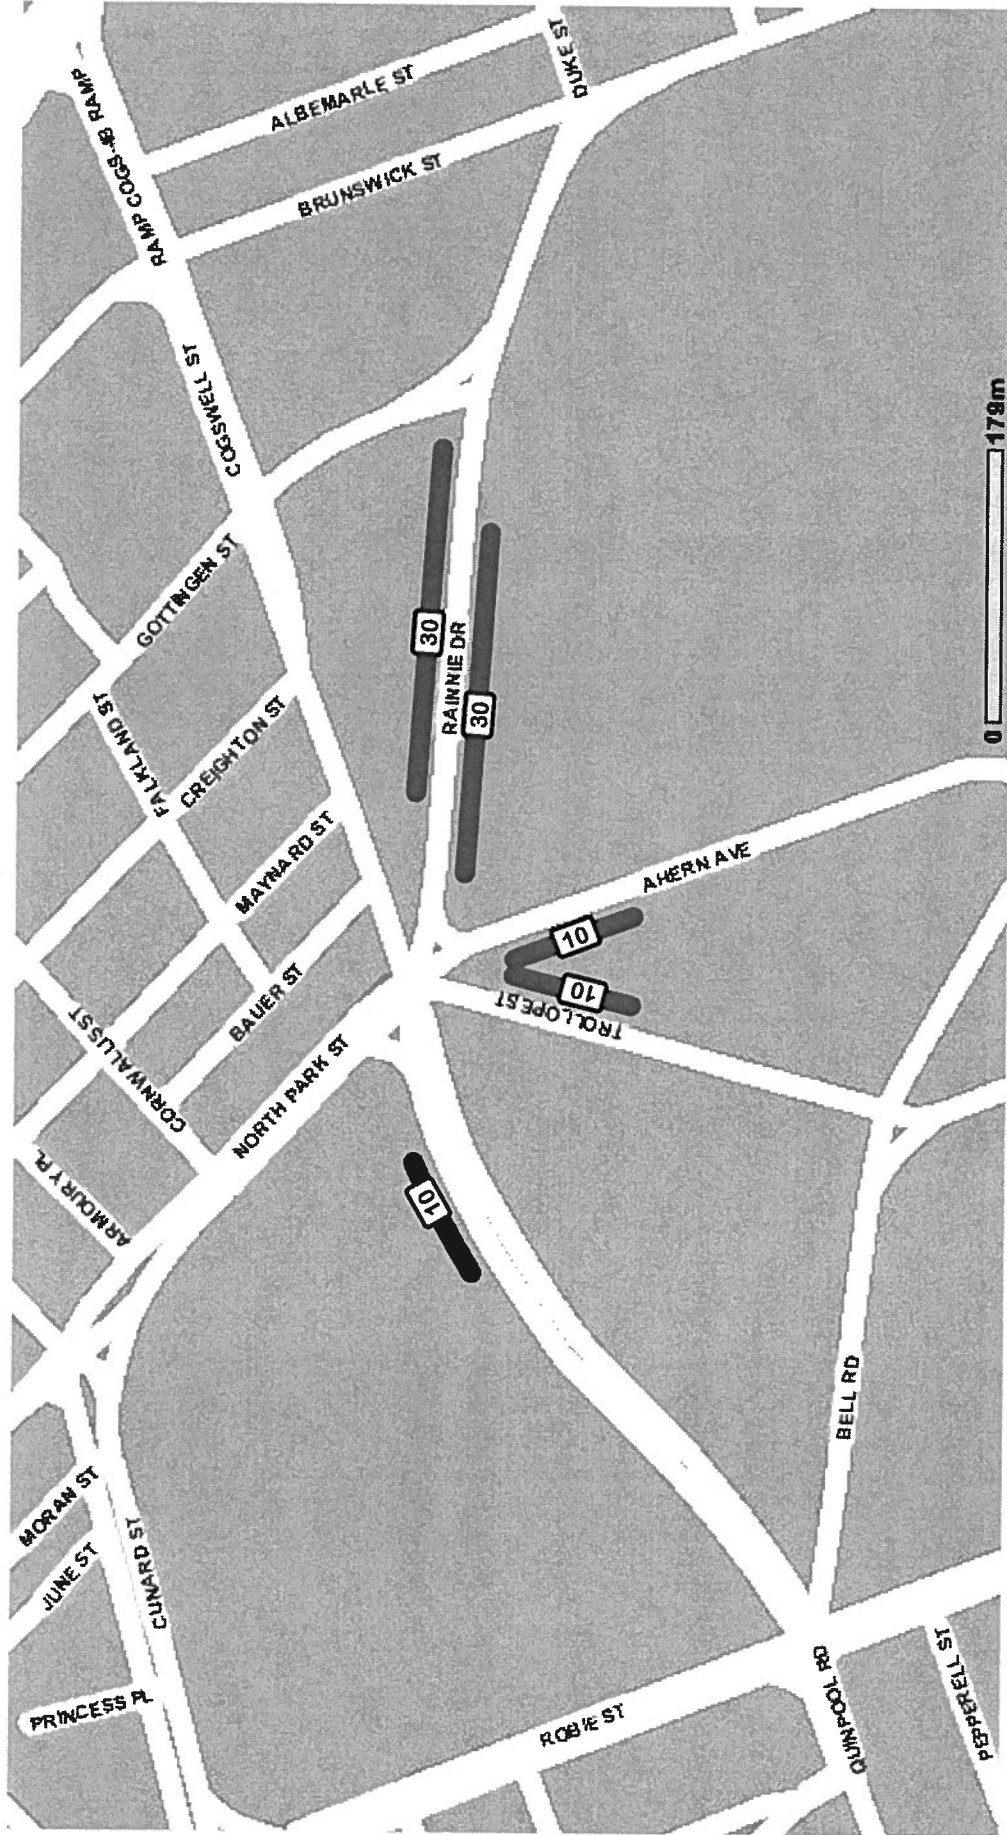 PRINCESS PL
JUNE ST
MORAN ST
CUNARD ST
ROBIE ST
QUINPOOL RD
PEPPERELL ST
BELL RD
ARMOURY PL
CORNWALLIS ST
NORTH PARK ST
BAUER ST
MAYNARD ST
CREIGHTON ST
FALKLAND ST
GOTTINGEN ST
COGSWELL ST
RAMP COGS-
RAMP
ALBEMARLE ST
BRUNSWICK ST
DUKE ST
10
TROLLOPE ST
10
10
AHERN AVE
30
RAINNIE DR
30
0 179m